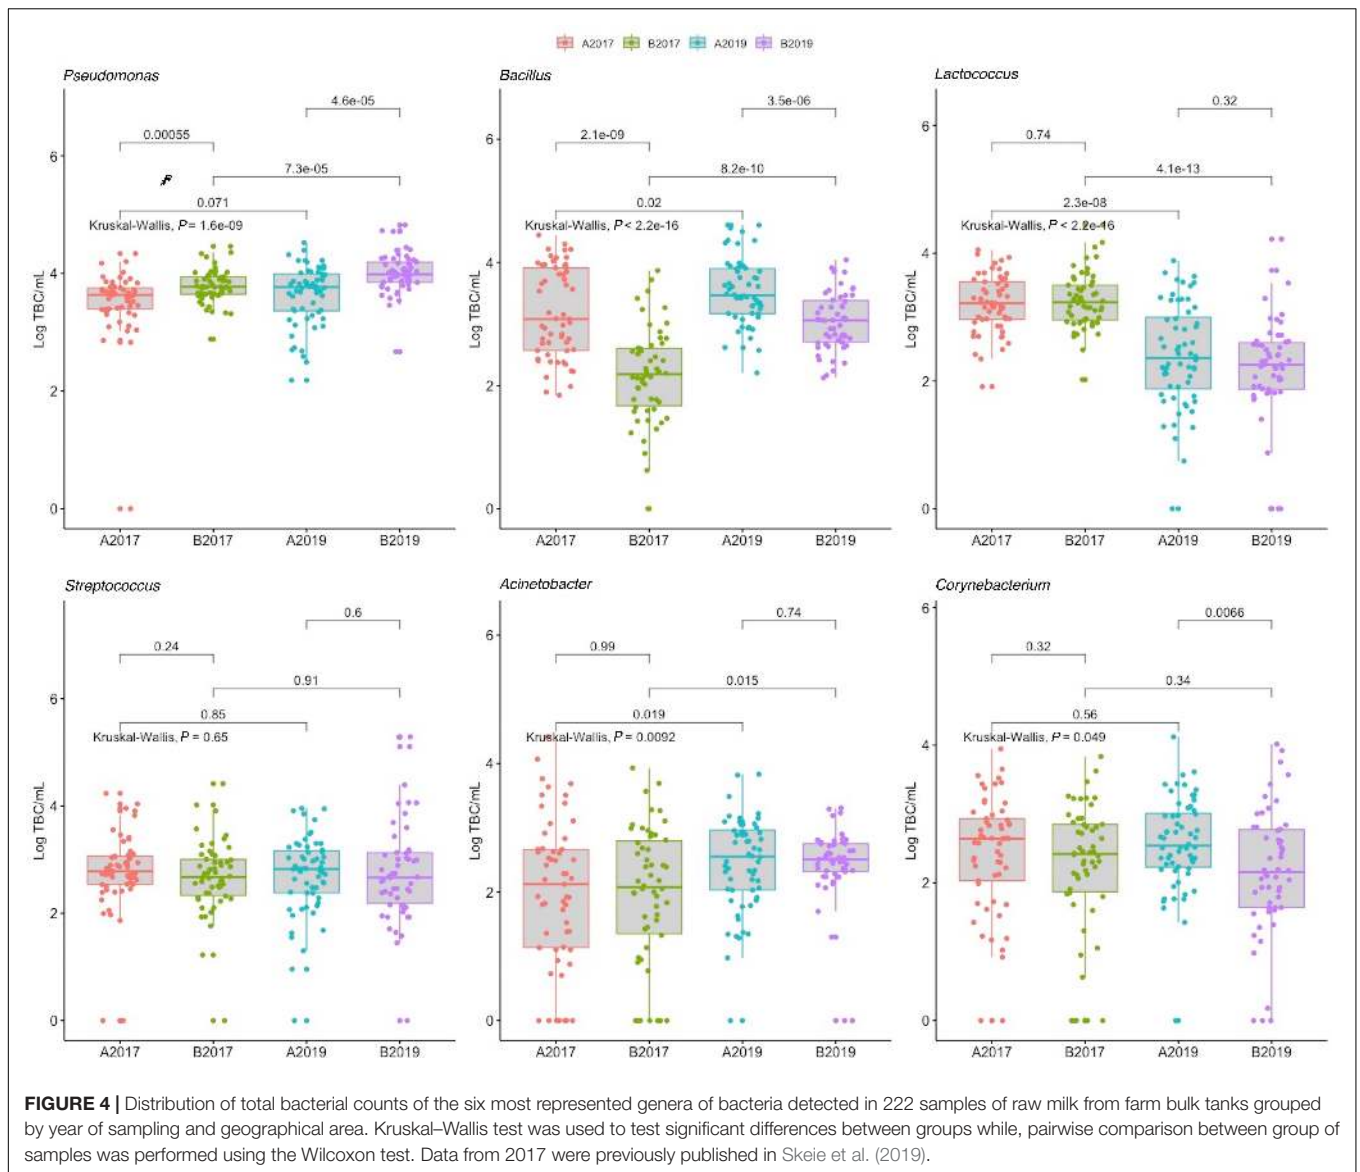 A2017 B2017 A2019 B2019
Pseudomonas
4.6e-05
0.00055
7.3e-05
0.071
Kruskal-Wallis, P = 1.6e-09
Log TBC/mL
6
4
2
0
A2017 B2017 A2019 B2019
Bacillus
3.5e-06
2.1e-09
8.2e-10
0.02
Kruskal-Wallis, P < 2.2e-16
Log TBC/mL
6
4
2
0
A2017 B2017 A2019 B2019
Lactococcus
0.32
0.74
4.1e-13
2.3e-08
Kruskal-Wallis, P < 2.2e-16
Log TBC/mL
6
4
2
0
A2017 B2017 A2019 B2019
Streptococcus
0.6
0.24
0.91
0.85
Kruskal-Wallis, P = 0.65
Log TBC/mL
6
4
2
0
A2017 B2017 A2019 B2019
Acinetobacter
0.74
0.99
0.015
0.019
Kruskal-Wallis, P = 0.0092
Log TBC/mL
6
4
2
0
A2017 B2017 A2019 B2019
Corynebacterium
0.0066
0.32
0.34
0.56
Kruskal-Wallis, P = 0.049
Log TBC/mL
6
4
2
0
A2017 B2017 A2019 B2019
FIGURE 4 | Distribution of total bacterial counts of the six most represented genera of bacteria detected in 222 samples of raw milk from farm bulk tanks grouped
by year of sampling and geographical area. Kruskal–Wallis test was used to test significant differences between groups while, pairwise comparison between group of
samples was performed using the Wilcoxon test. Data from 2017 were previously published in Skeie et al. (2019).